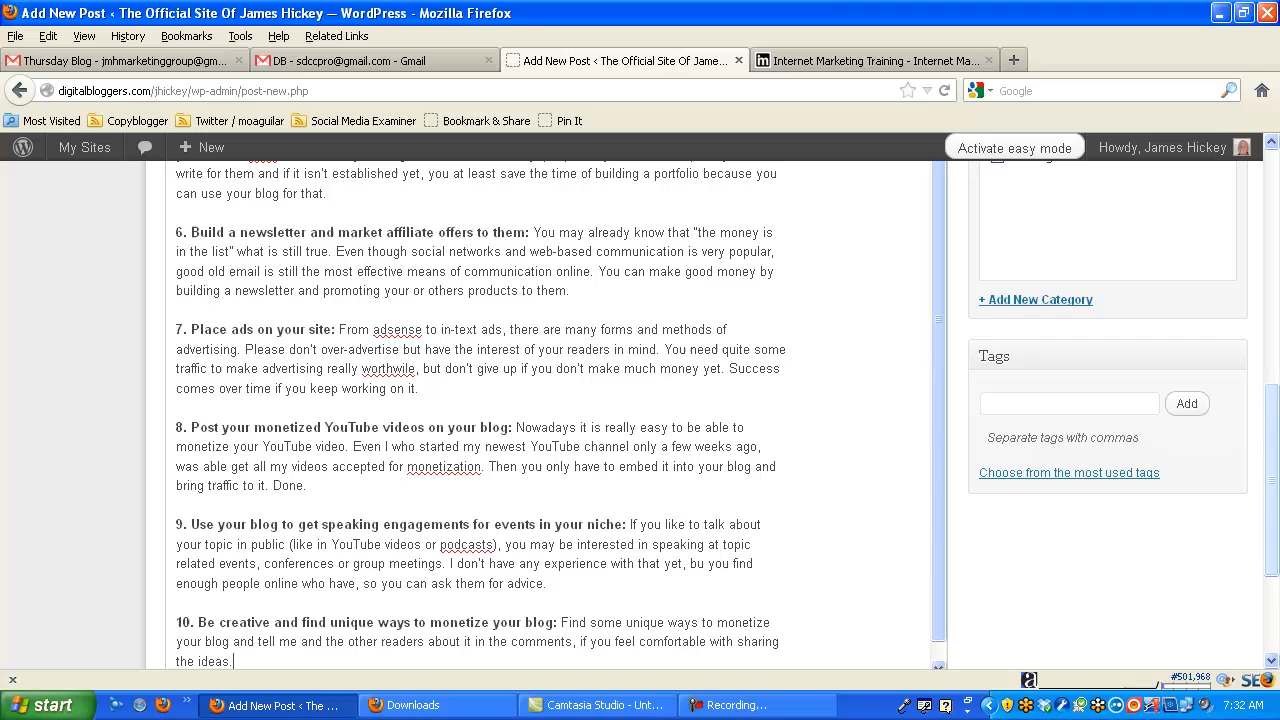 Add New Post ‹ The Official Site Of James Hickey — WordPress - Mozilla Firefox
File Edit View History Bookmarks Tools Help Related Links
Thursday Blog - jmhmarketinggroup@gm... DB - sdccpro@gmail.com - Gmail Add New Post ‹ The Official Site Of Jame... Internet Marketing Training - Internet Ma...
digitalbloggers.com/jhickey/wp-admin/post-new.php Google
Most Visited Copyblogger Twitter / moaguilar Social Media Examiner Bookmark & Share Pin It
My Sites New Activate easy mode Howdy, James Hickey
write for them and if isn't established yet, you at least save the time of building a portfolio because you
can use your blog for that.
6. Build a newsletter and market affiliate offers to them: You may already know that "the money is
in the list" what is still true. Even though social networks and web-based communication is very popular,
good old email is still the most effective means of communication online. You can make good money by
building a newsletter and promoting your or others products to them.
7. Place ads on your site: From adsense to in-text ads, there are many forms and methods of
advertising. Please don't over-advertise but have the interest of your readers in mind. You need quite some
traffic to make advertising really worthwile, but don't give up if you don't make much money yet. Success
comes over time if you keep working on it.
8. Post your monetized YouTube videos on your blog: Nowadays it is really easy to be able to
monetize your YouTube video. Even I who started my newest YouTube channel only a few weeks ago,
was able get all my videos accepted for monetization. Then you only have to embed it into your blog and
bring traffic to it. Done.
9. Use your blog to get speaking engagements for events in your niche: If you like to talk about
your topic in public (like in YouTube videos or podcasts), you may be interested in speaking at topic
related events, conferences or group meetings. I don't have any experience with that yet, bu you find
enough people online who have, so you can ask them for advice.
10. Be creative and find unique ways to monetize your blog: Find some unique ways to monetize
your blog and tell me and the other readers about it in the comments, if you feel comfortable with sharing
the ideas.
+ Add New Category
Tags
Add
Separate tags with commas
Choose from the most used tags
#501,968
SE
start Add New Post ‹ The ... Downloads Camtasia Studio - Unt... Recording... 7:32 AM